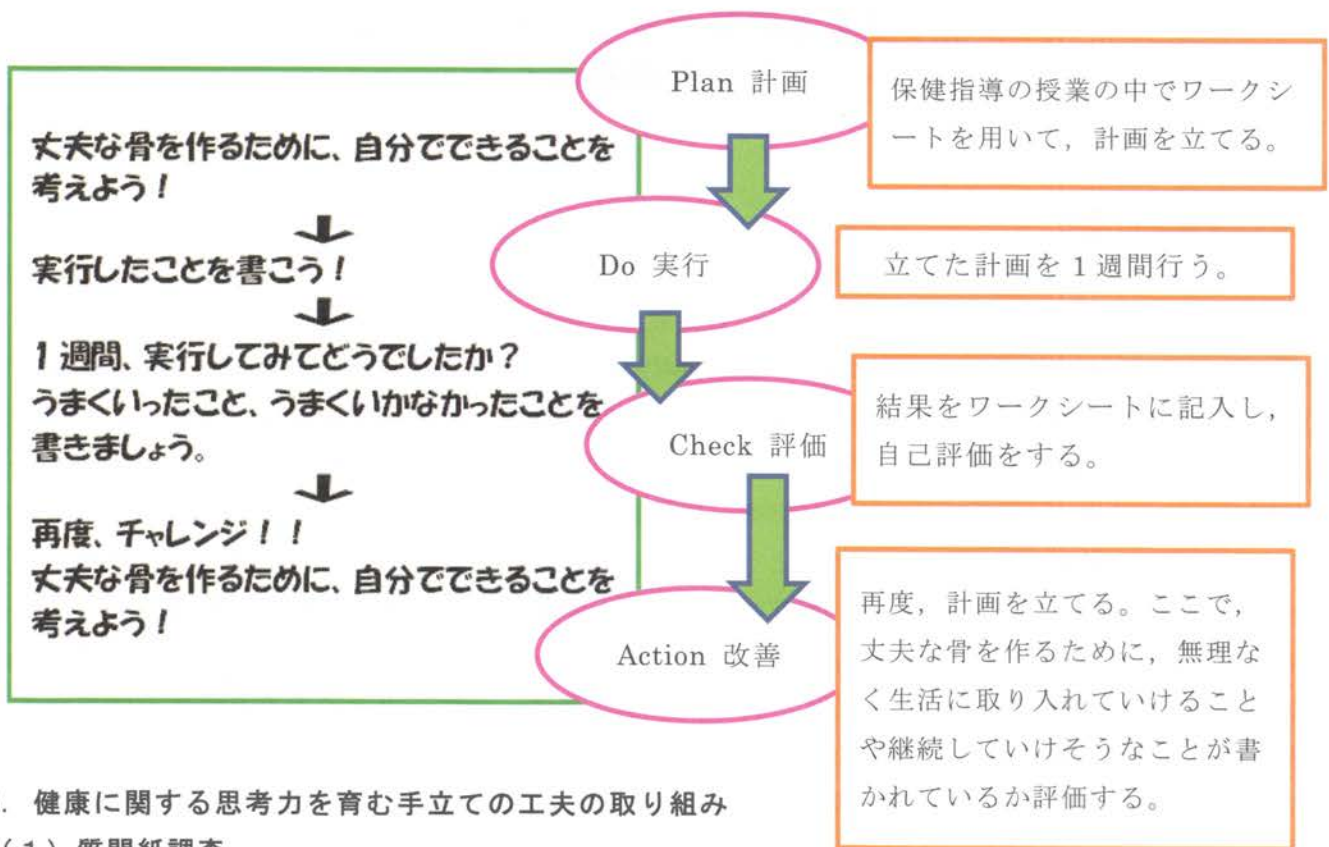 丈夫な骨を作るために、自分でできることを
考えよう！
実行したことを書こう！
1週間、実行してみてどうでしたか？
うまくいったこと、うまくいかなかったことを
書きましょう。
再度、チャレンジ！！
丈夫な骨を作るために、自分でできることを
考えよう！
Plan 計画
保健指導の授業の中でワークシ
ートを用いて，計画を立てる。
Do 実行
立てた計画を1週間行う。
Check 評価
結果をワークシートに記入し，
自己評価をする。
Action 改善
再度，計画を立てる。ここで，
丈夫な骨を作るために，無理な
く生活に取り入れていけること
や継続していけそうなことが書
かれているか評価する。
. 健康に関する思考力を育む手立ての工夫の取り組み
（1）質問紙調査